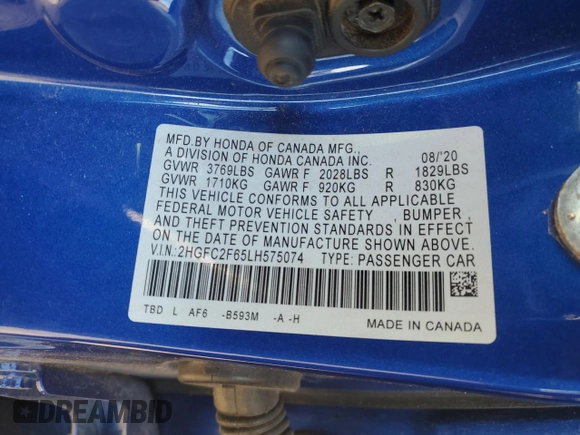 MFD.BY HONDA OF CANADA MFG.,
A DIVISION OF HONDA CANADA INC. 08/'20
GVWR 3769LBS GAWR F 2028LBS R 1829LBS
GVWR 1710KG GAWR F 920KG R 830KG
THIS VEHICLE CONFORMS TO ALL APPLICABLE
FEDERAL MOTOR VEHICLE SAFETY , BUMPER ,
AND THEFT PREVENTION STANDARDS IN EFFECT
ON THE DATE OF MANUFACTURE SHOWN ABOVE.
V.I.N.:2HGFC2F65LH575074 TYPE: PASSENGER CAR
TBD L AF6 -B593M -A -H
MADE IN CANADA
DREAMBID